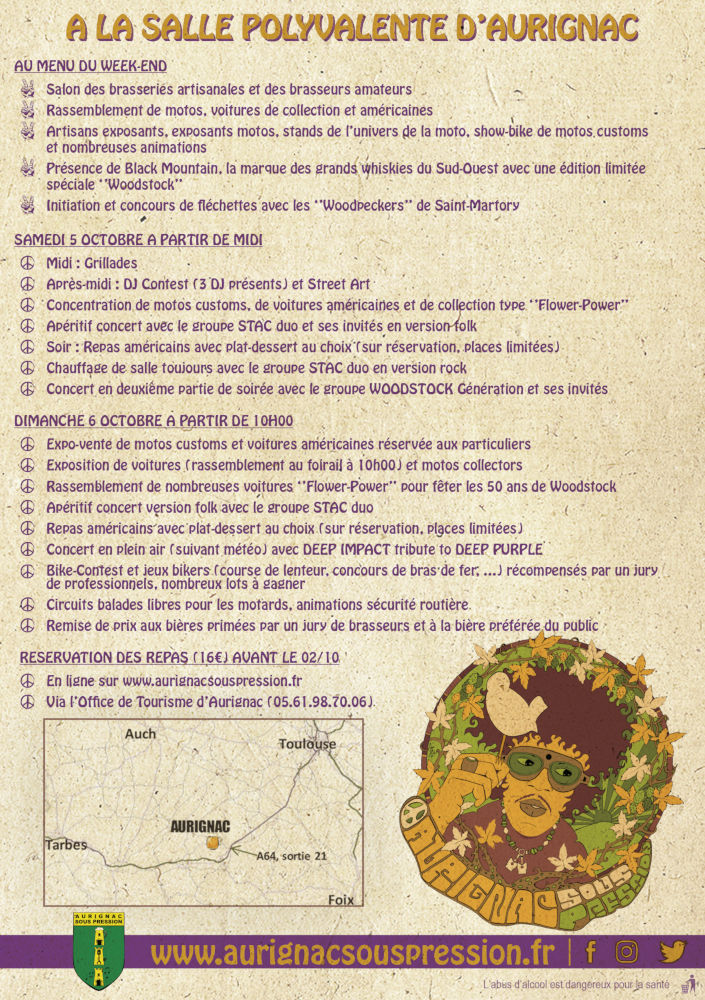 A LA SALLE POLYVALENTE D'AURIGNAC
AU MENU DU WEEK-END
Salon des brasseries artisanales et des brasseurs amateurs
Rassemblement de motos, voitures de collection et américaines
Artisans exposants, exposants motos, stands de l'univers de la moto, show-bike de motos customs
et nombreuses animations
Présence de Black Mountain, la marque des grands whiskies du Sud-Ouest avec une édition limitée
spéciale "Woodstock"
Initiation et concours de fléchettes avec les "Woodpeckers" de Saint-Martory
SAMEDI 5 OCTOBRE A PARTIR DE MIDI
Midi : Grillades
Après-midi : DJ Contest (3 DJ présents) et Street Art
Concentration de motos customs, de voitures américaines et de collection type "Flower-Power"
Apéritif concert avec le groupe STAC duo et ses invités en version folk
Soir : Repas américains avec plat-dessert au choix (sur réservation, places limitées)
Chauffage de salle toujours avec le groupe STAC duo en version rock
Concert en deuxième partie de soirée avec le groupe WOODSTOCK Génération et ses invités
DIMANCHE 6 OCTOBRE A PARTIR DE 10H00
Expo-vente de motos customs et voitures américaines réservée aux particuliers
Exposition de voitures (rassemblement au foirail à 10h00) et motos collectors
Rassemblement de nombreuses voitures "Flower-Power" pour fêter les 50 ans de Woodstock
Apéritif concert version folk avec le groupe STAC duo
Repas américains avec plat-dessert au choix (sur réservation, places limitées)
Concert en plein air (suivant météo) avec DEEP IMPACT tribute to DEEP PURPLE
Bike-Contest et jeux bikers (course de lenteur, concours de bras de fer, ...) récompensés par un jury
de professionnels, nombreux lots à gagner
Circuits balades libres pour les motards, animations sécurité routière
Remise de prix aux bières primées par un jury de brasseurs et à la bière préférée du public
RESERVATION DES REPAS (16€) AVANT LE 02/10
En ligne sur www.aurignacsouspression.fr
Via l'Office de Tourisme d'Aurignac (05.61.98.70.06)
Auch
Toulouse
AURIGNAC
Tarbes
A64, sortie 21
Foix
AURIGNAC
SOUS
PRESSION
AURIGNAC
SOUS PRESSION
www.aurignacsouspression.fr
L'abus d'alcool est dangereux pour la santé